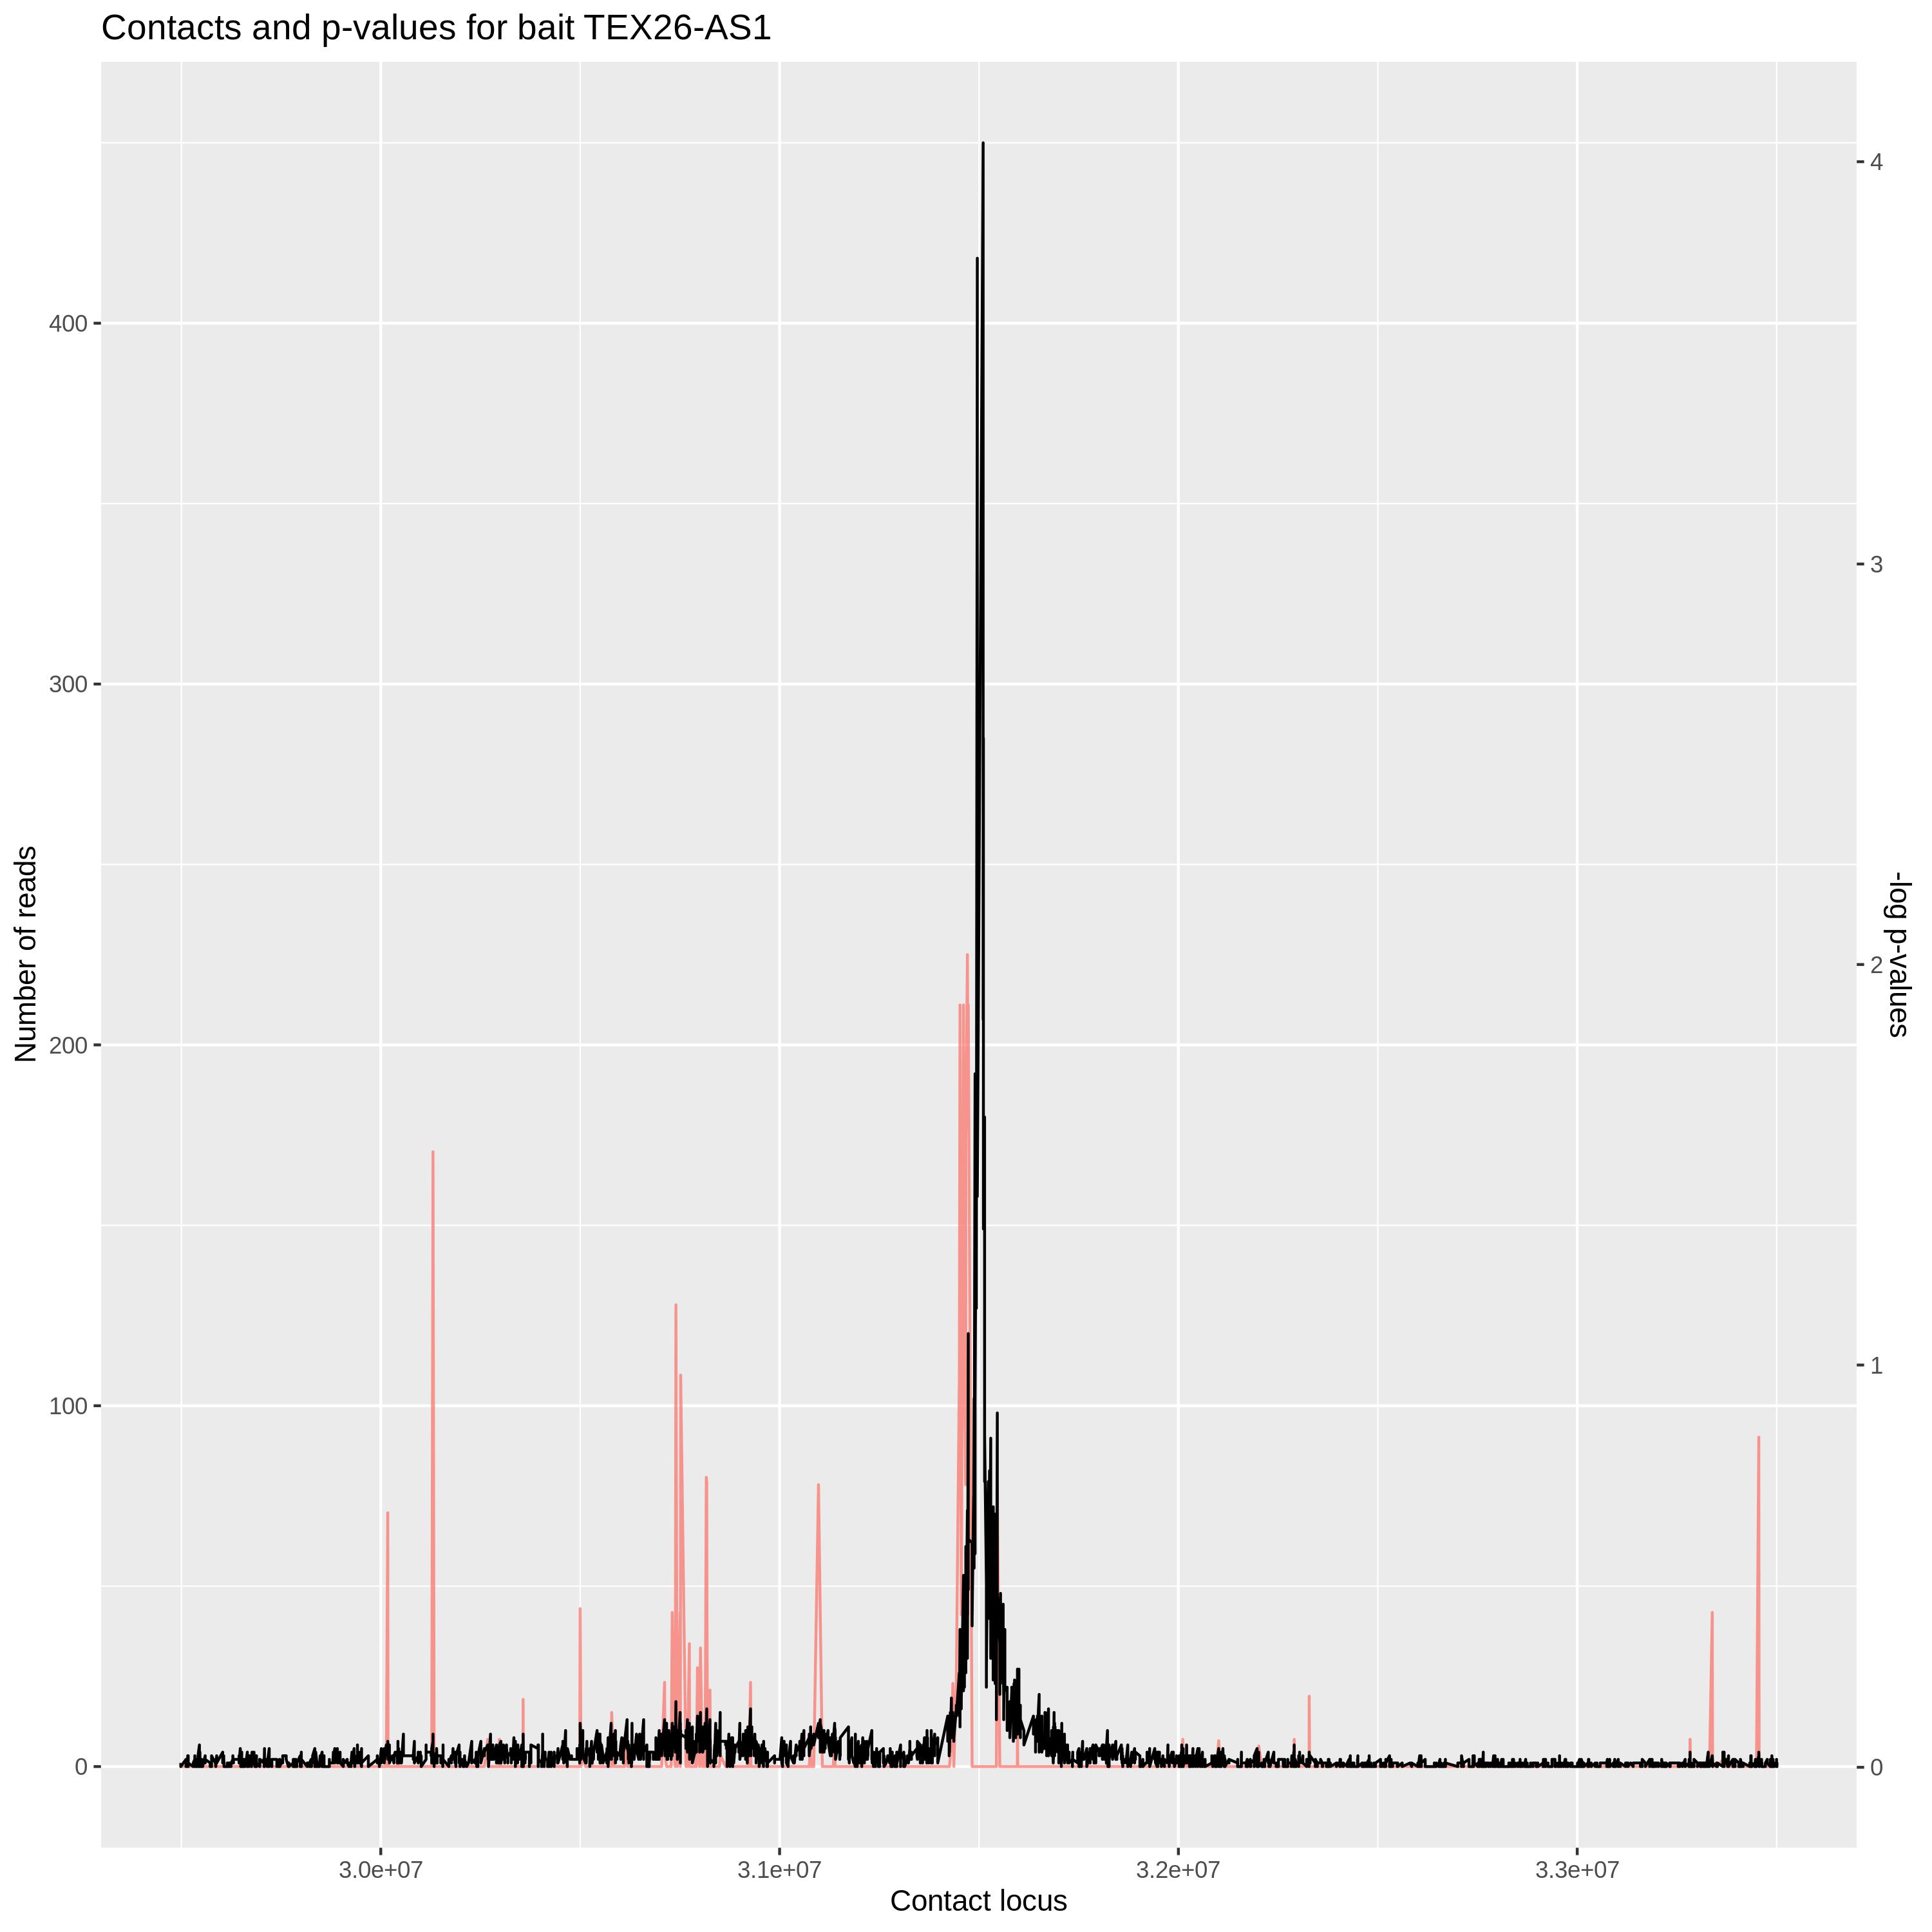 Contacts and p-values for bait TEX26-AS1
Number of reads
400
300
200
100
0
4
3
2
1
0
-log p-values
3.0e+07
3.1e+07
3.2e+07
3.3e+07
Contact locus